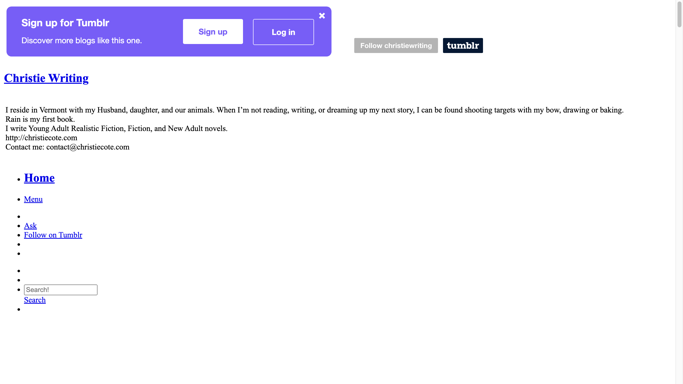 Sign up for Tumblr
Discover more blogs like this one.
Sign up
Log in
Follow christiewriting
tumblr
Christie Writing
I reside in Vermont with my Husband, daughter, and our animals. When I’m not reading, writing, or dreaming up my next story, I can be found shooting targets with my bow, drawing or baking.
Rain is my first book.
I write Young Adult Realistic Fiction, Fiction, and New Adult novels.
http://christiecote.com
Contact me: contact@christiecote.com
Home
Menu
Ask
Follow on Tumblr
Search!
Search